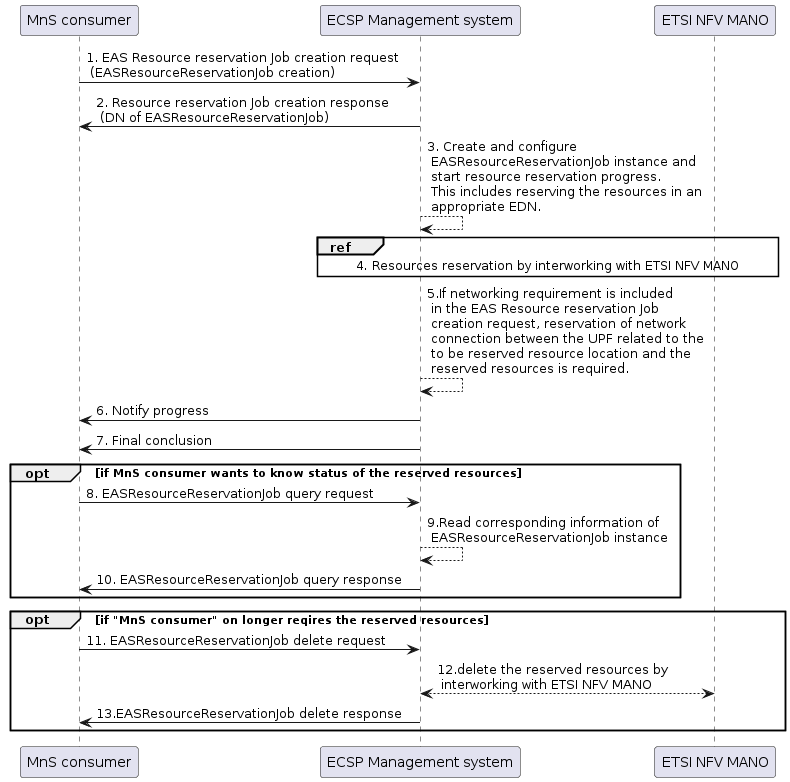 MnS consumer
ECSP Management system
ETSI NFV MANO
1. EAS Resource reservation Job creation request
(EASResourceReservationJob creation)
2. Resource reservation Job creation response
(DN of EASResourceReservationJob)
3. Create and configure
EASResourceReservationJob instance and
start resource reservation progress.
This includes reserving the resources in an
appropriate EDN.
ref
4. Resources reservation by interworking with ETSI NFV MANO
5.If networking requirement is included
in the EAS Resource reservation Job
creation request, reservation of network
connection between the UPF related to the
to be reserved resource location and the
reserved resources is required.
6. Notify progress
7. Final conclusion
opt
[if MnS consumer wants to know status of the reserved resources]
8. EASResourceReservationJob query request
9.Read corresponding information of
EASResourceReservationJob instance
10. EASResourceReservationJob query response
opt
[if "MnS consumer" on longer reqires the reserved resources]
11. EASResourceReservationJob delete request
12.delete the reserved resources by
interworking with ETSI NFV MANO
13.EASResourceReservationJob delete response
MnS consumer
ECSP Management system
ETSI NFV MANO